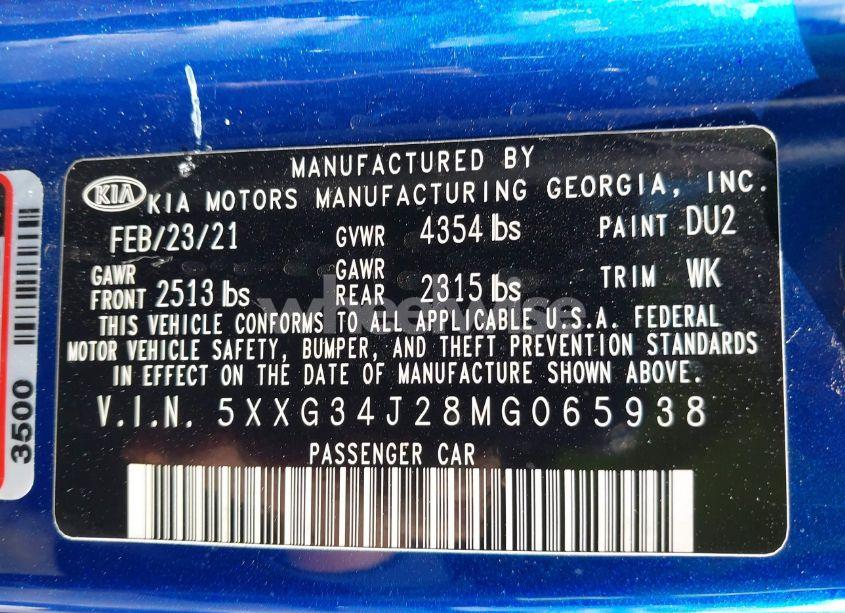 MANUFACTURED BY
KIA KIA MOTORS MANUFACTURING GEORGIA, INC.
FEB/23/21 GVWR 4354 lbs PAINT DU2
GAWR FRONT 2513 lbs GAWR REAR 2315 lbs TRIM WK
THIS VEHICLE CONFORMS TO ALL APPLICABLE U.S.A. FEDERAL
MOTOR VEHICLE SAFETY, BUMPER, AND THEFT PREVENTION STANDARDS
IN EFFECT ON THE DATE OF MANUFACTURE SHOWN ABOVE.
V.I.N. 5XXG34J28MG065938
PASSENGER CAR
3500
wheelwise